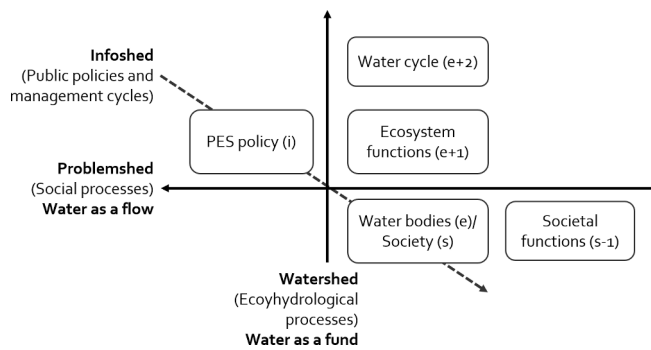 Infoshed
(Public policies and
management cycles)
Water cycle (e+2)
PES policy (i)
Ecosystem
functions (e+1)
Problemshed
(Social processes)
Water as a flow
Water bodies (e)/
Society (s)
Societal
functions (s-1)
Watershed
(Ecoyhydrological
processes)
Water as a fund